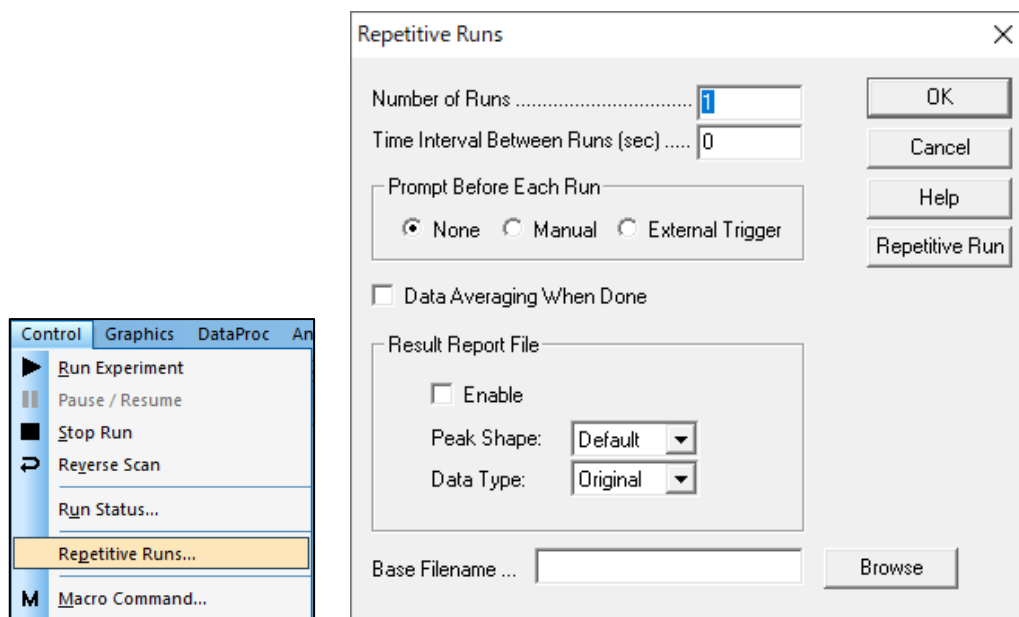 Control Graphics DataProc An
Run Experiment
Pause / Resume
Stop Run
Reverse Scan
Run Status...
Repetitive Runs...
M Macro Command...
Repetitive Runs
Number of Runs ................................. 1
Time Interval Between Runs (sec) ..... 0
Prompt Before Each Run
None Manual External Trigger
Data Averaging When Done
Result Report File
Enable
Peak Shape: Default
Data Type: Original
Base Filename ...
Browse
OK
Cancel
Help
Repetitive Run